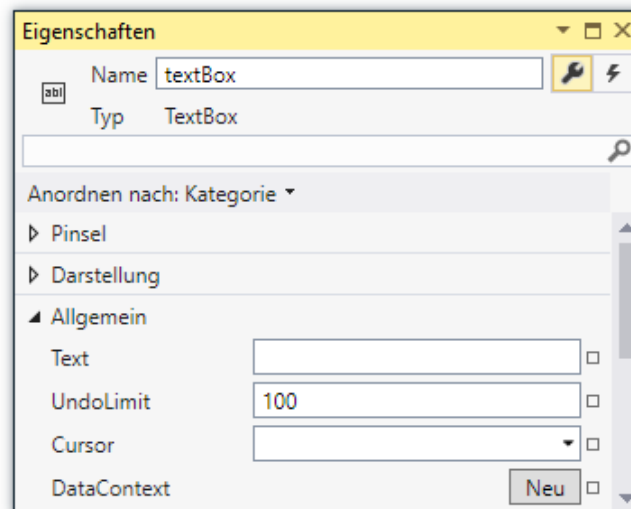 Eigenschaften
Name textBox
abl
Typ TextBox
Anordnen nach: Kategorie
Pinsel
Darstellung
Allgemein
Text
UndoLimit 100
Cursor
DataContext Neu